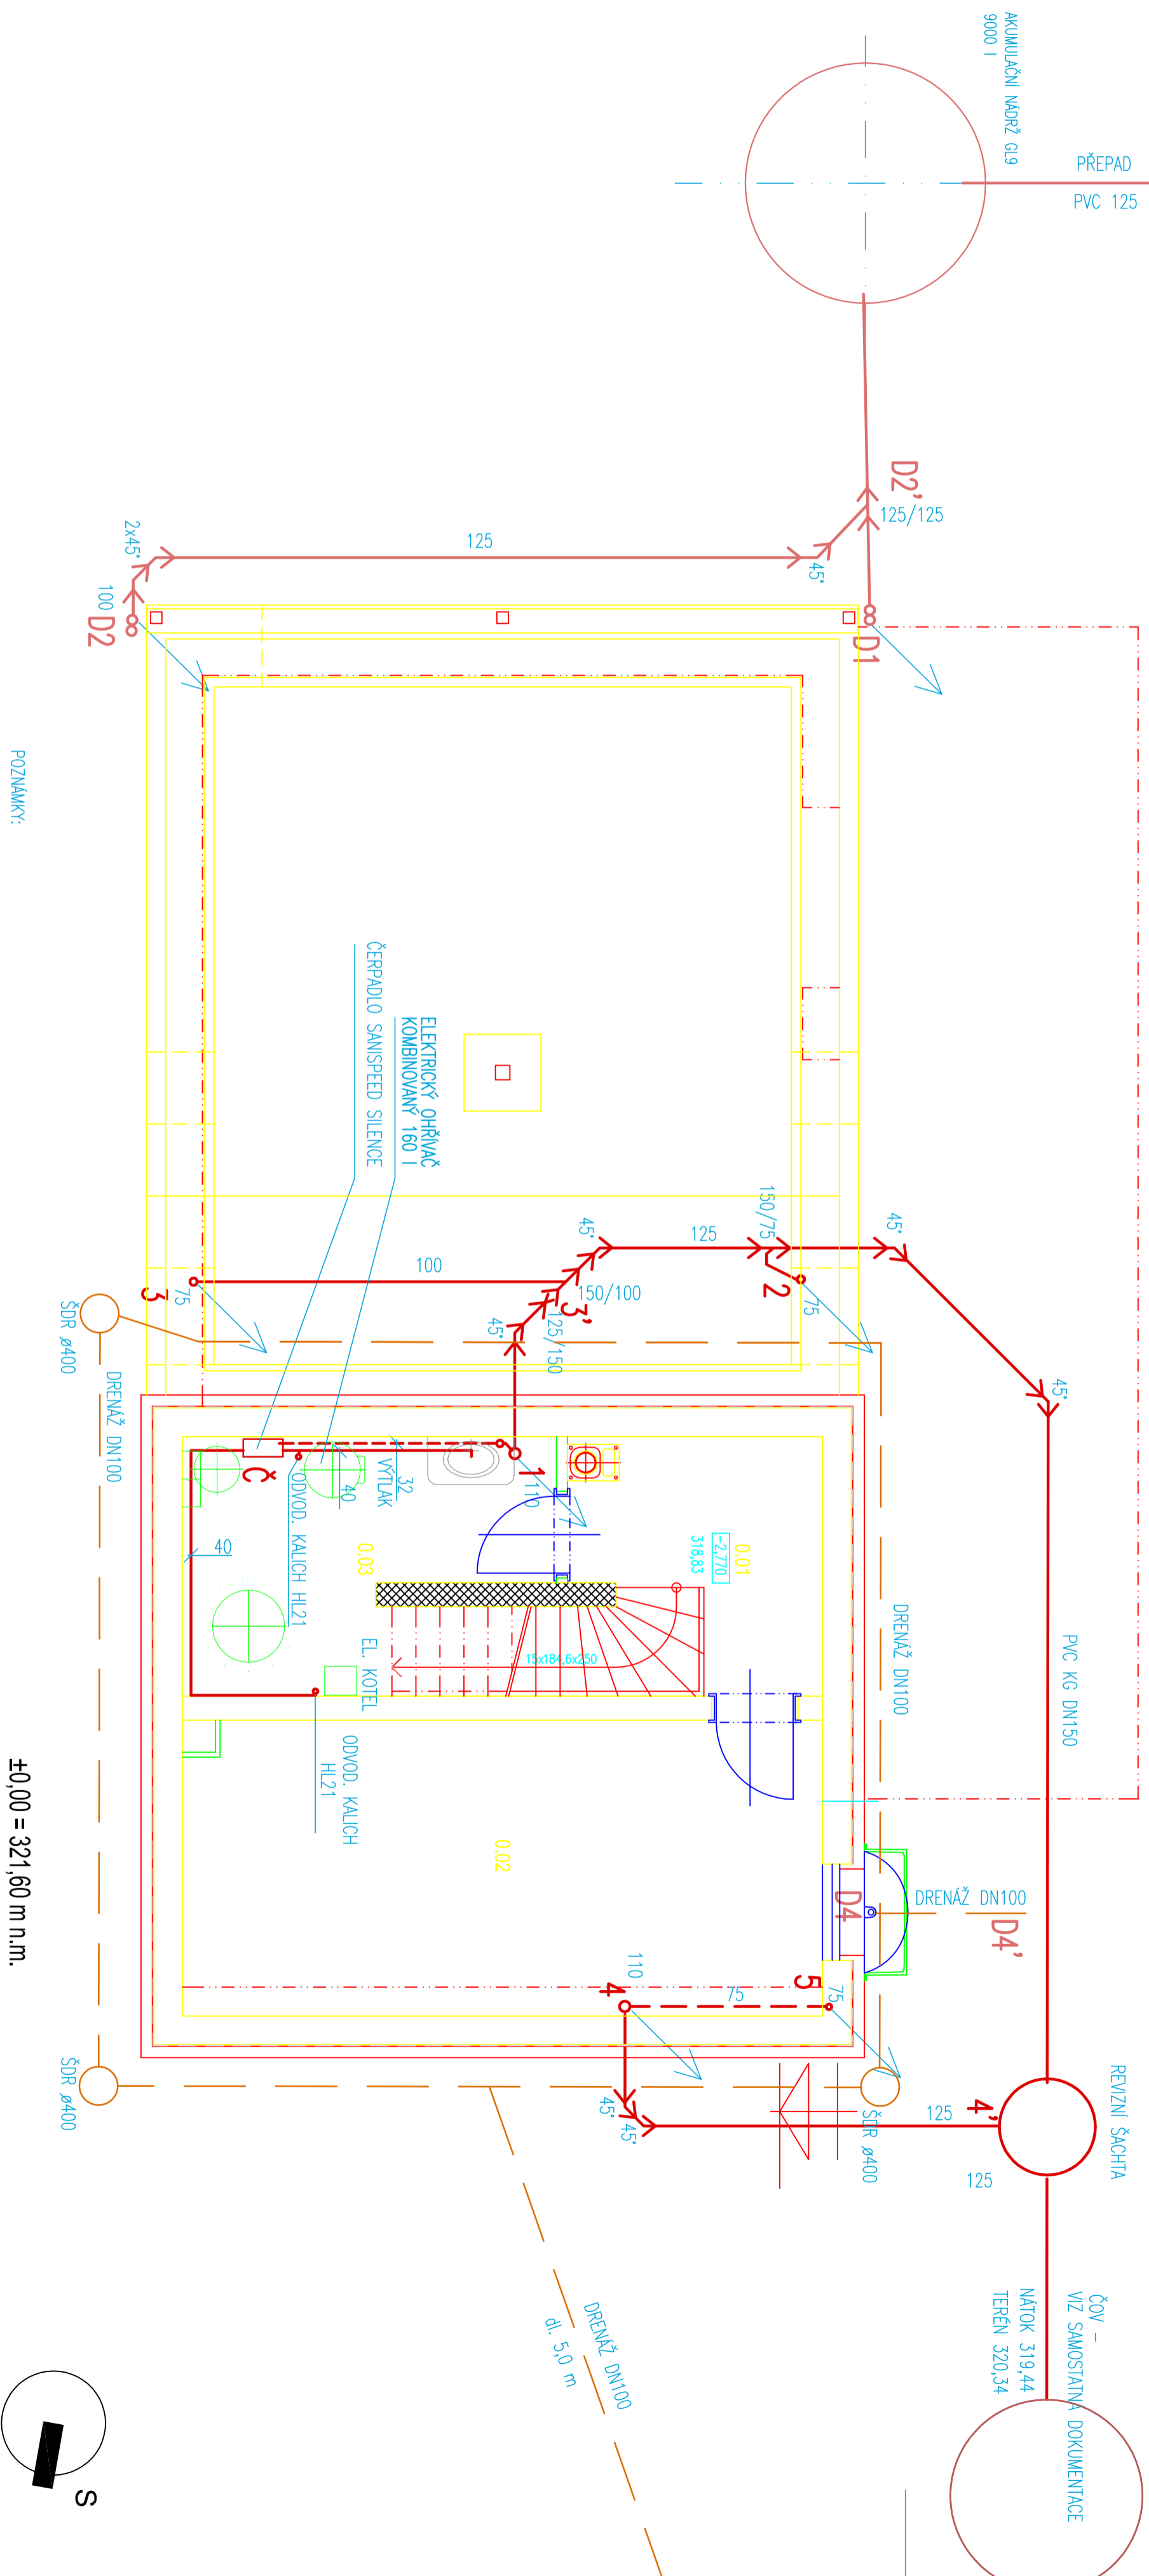 AKUMULAČNÍ NÁDRŽ GL9
9000 l
PŘEPAD
PVC 125
D2'
125/125
125
45°
2x45°
100
D2
D1
POZNÁMKY:
ČERPADLO SANISPEED SILENCE
ELEKTRICKÝ OHŘÍVAČ
KOMBINOVANÝ 160 l
150/75
45°
125
45°
100
150/100
2
75
3
75
3'
125/150
45°
45°
ŠDR ø400
DRENÁŽ DN100
Č
1
110
32
VÝTLAK
40
ODVOD. KALICH HL21
40
0.03
0.01
-2,770
318,83
15x184,6x250
EL. KOTEL
ODVOD. KALICH
HL21
0.02
DRENÁŽ DN100
PVC KG DN150
D4
DRENÁŽ DN100
D4'
110
4
75
5
75
45°
45°
ŠDR ø400
ŠDR ø400
4'
125
125
REVIZNÍ ŠACHTA
ČOV -
VIZ SAMOSTATNÁ DOKUMENTACE
NÁTOK 319,44
TERÉN 320,34
DRENÁŽ DN100
dl. 5,0 m
±0,00 = 321,60 m n.m.
S